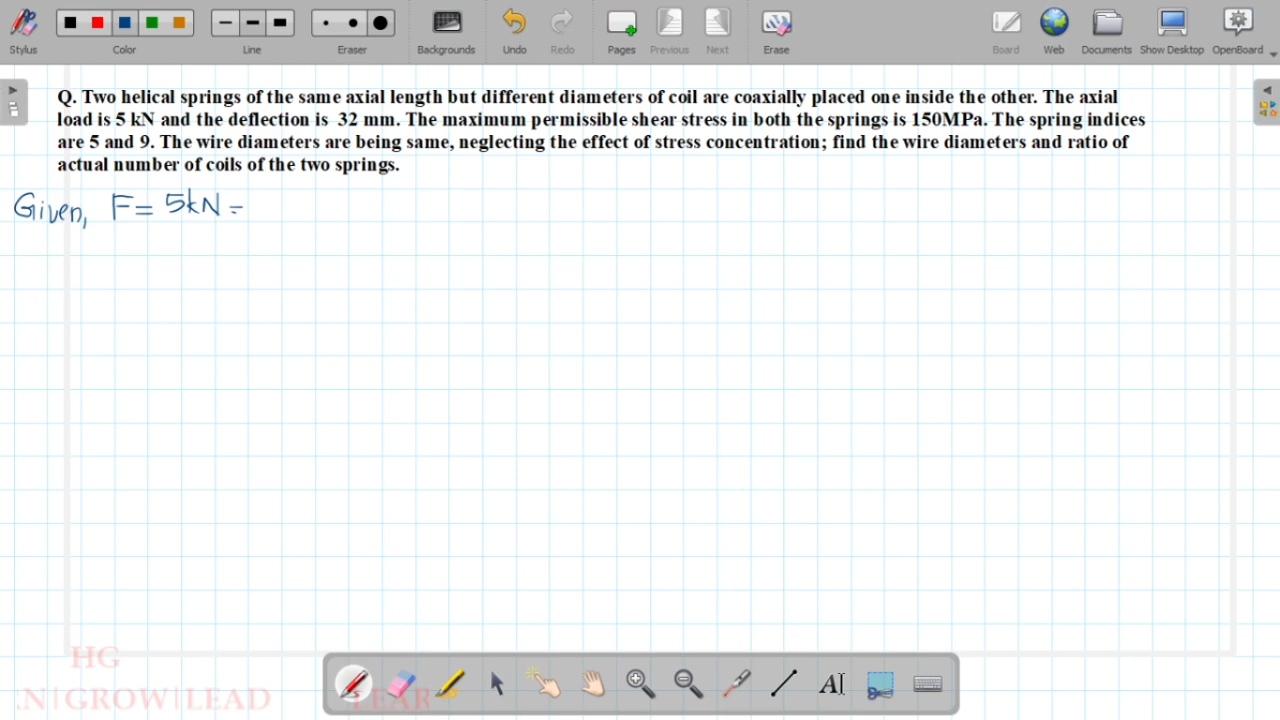 Stylus Color Line Eraser Backgrounds Undo Redo Pages Previous Next Erase Board Web Documents Show Desktop OpenBoard
Q. Two helical springs of the same axial length but different diameters of coil are coaxially placed one inside the other. The axial
load is 5 kN and the deflection is 32 mm. The maximum permissible shear stress in both the springs is 150MPa. The spring indices
are 5 and 9. The wire diameters are being same, neglecting the effect of stress concentration; find the wire diameters and ratio of
actual number of coils of the two springs.
Given, F= 5kN =
HG
.N|GROW|LEAD LEAR
AI